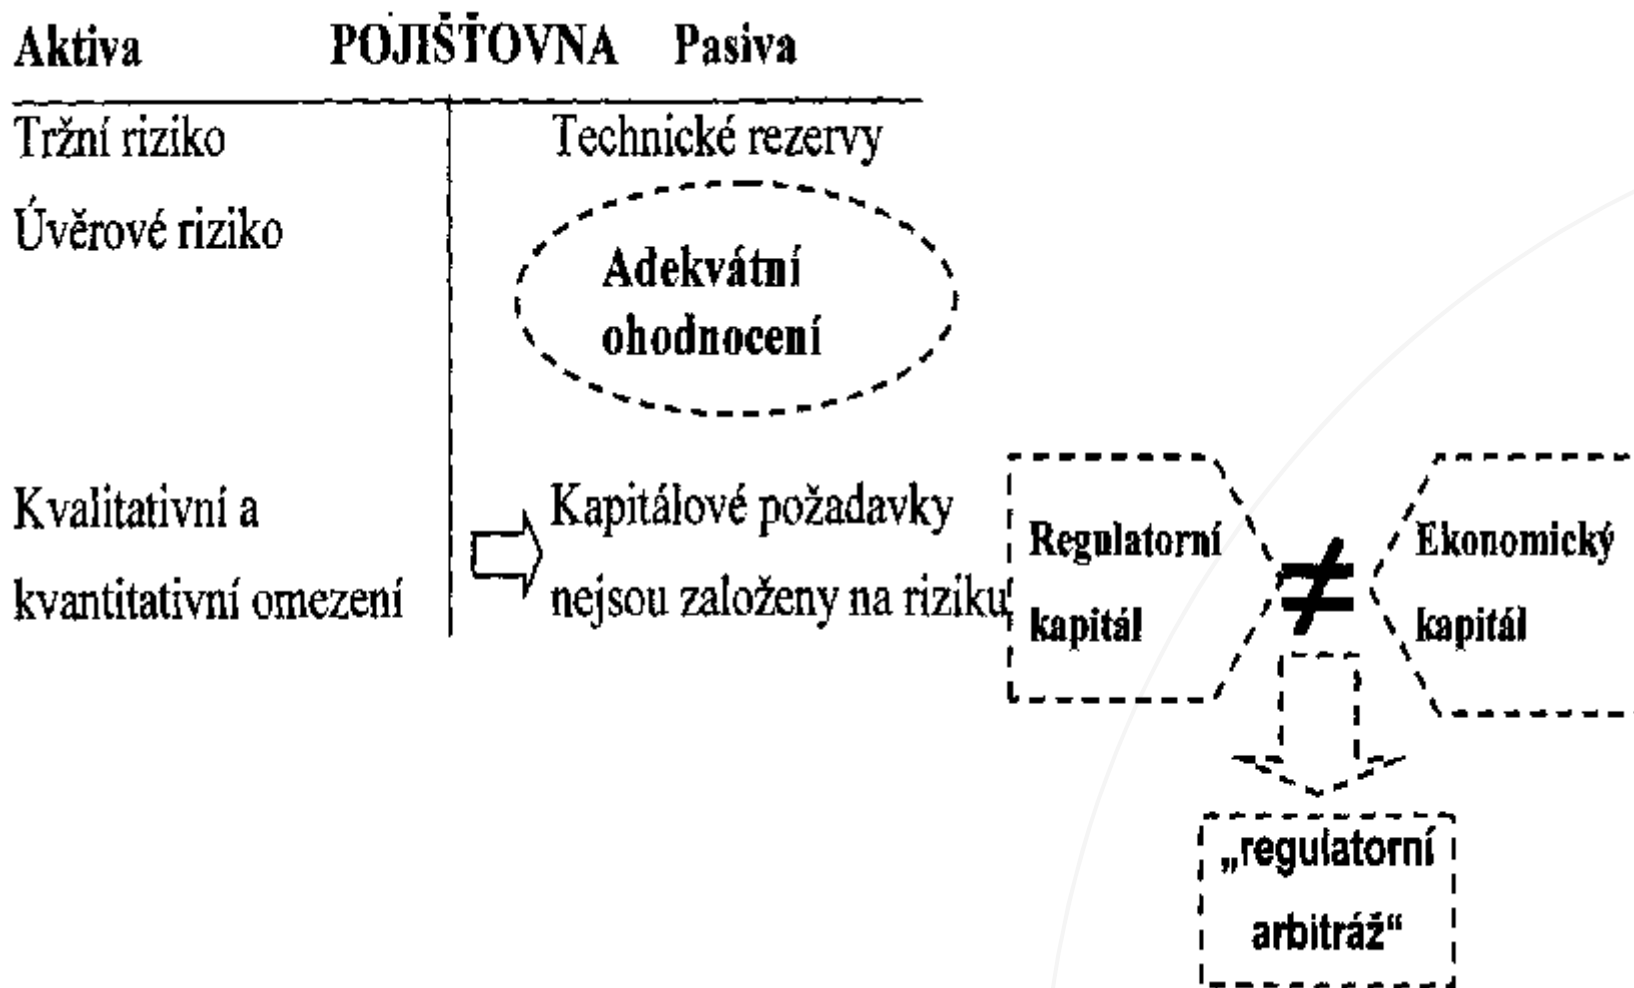 Aktiva POJIŠŤOVNA Pasiva
Tržní riziko
Úvěrové riziko
Kvalitativní a
kvantitativní omezení
Technické rezervy
Adekvátní
ohodnocení
Kapitálové požadavky
nejsou založeny na riziku
Regulatorní
kapitál
≠
Ekonomický
kapitál
„regulatorní
arbitráž“